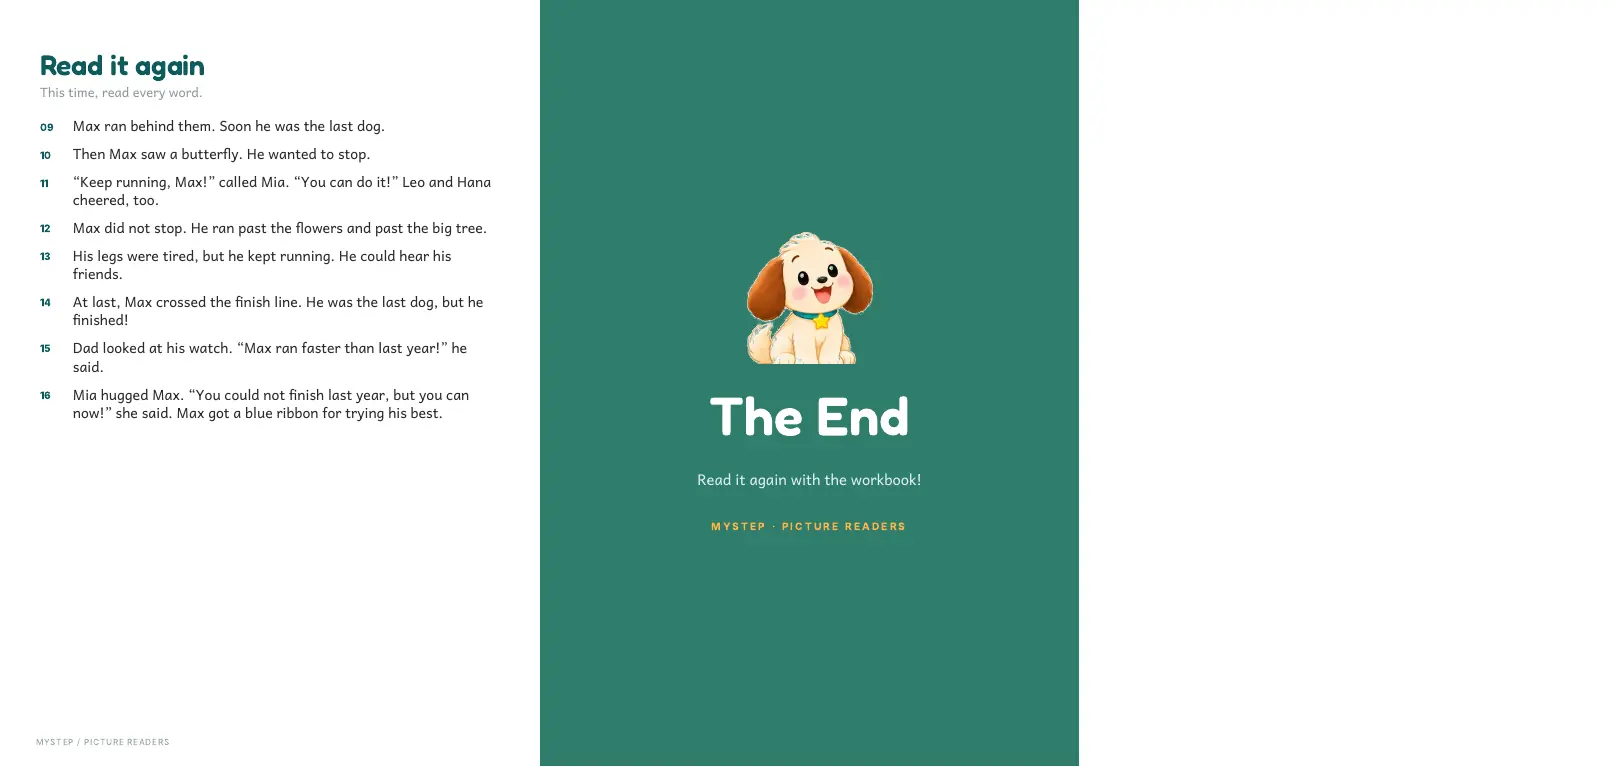 Read it again
This time, read every word.
09 Max ran behind them. Soon he was the last dog.
10 Then Max saw a butterfly. He wanted to stop.
11 “Keep running, Max!” called Mia. “You can do it!” Leo and Hana
cheered, too.
12 Max did not stop. He ran past the flowers and past the big tree.
13 His legs were tired, but he kept running. He could hear his
friends.
14 At last, Max crossed the finish line. He was the last dog, but he
finished!
15 Dad looked at his watch. “Max ran faster than last year!” he
said.
16 Mia hugged Max. “You could not finish last year, but you can
now!” she said. Max got a blue ribbon for trying his best.
MYSTEP / PICTURE READERS
The End
Read it again with the workbook!
MYSTEP · PICTURE READERS